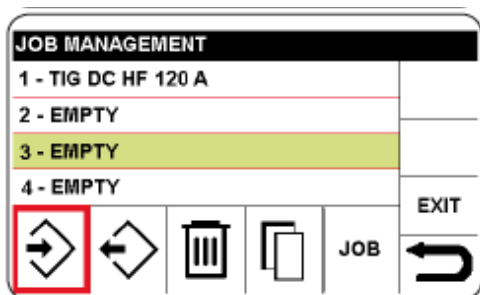 JOB MANAGEMENT
1 - TIG DC HF 120 A
2 - EMPTY
3 - EMPTY
4 - EMPTY
EXIT
JOB